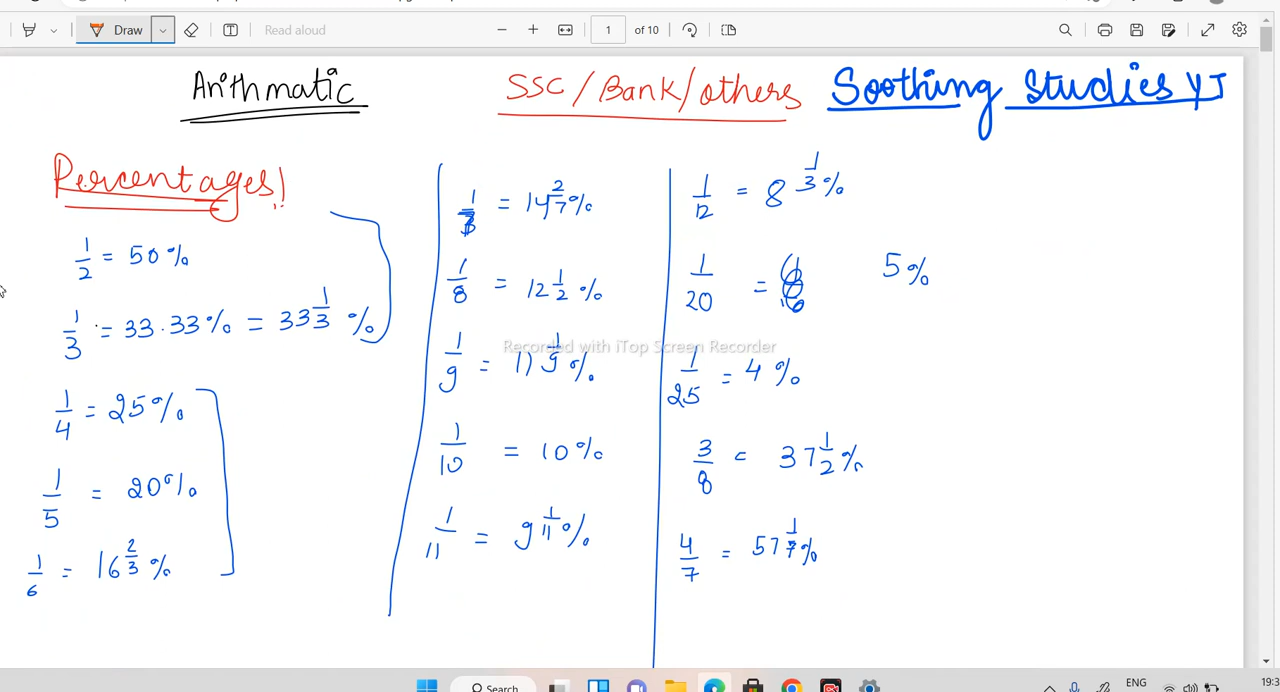 Draw
Read aloud
1 of 10
Arithmatic
SSC/Bank/others
Soothing Studies YJ
Percentages!
1/2 = 50%
1/3 = 33.33% = 33 1/3 %
1/4 = 25%
1/5 = 20%
1/6 = 16 2/3 %
= 14 2/7 %
1/8 = 12 1/2 %
1/9 = 11 1/9 %
1/10 = 10%
1/11 = 9 1/11 %
1/12 = 8 1/3 %
1/20 = 5%
1/25 = 4%
3/8 = 37 1/2 %
4/7 = 57 1/7 %
Recorded with iTop Screen Recorder
Search
ENG
19:3